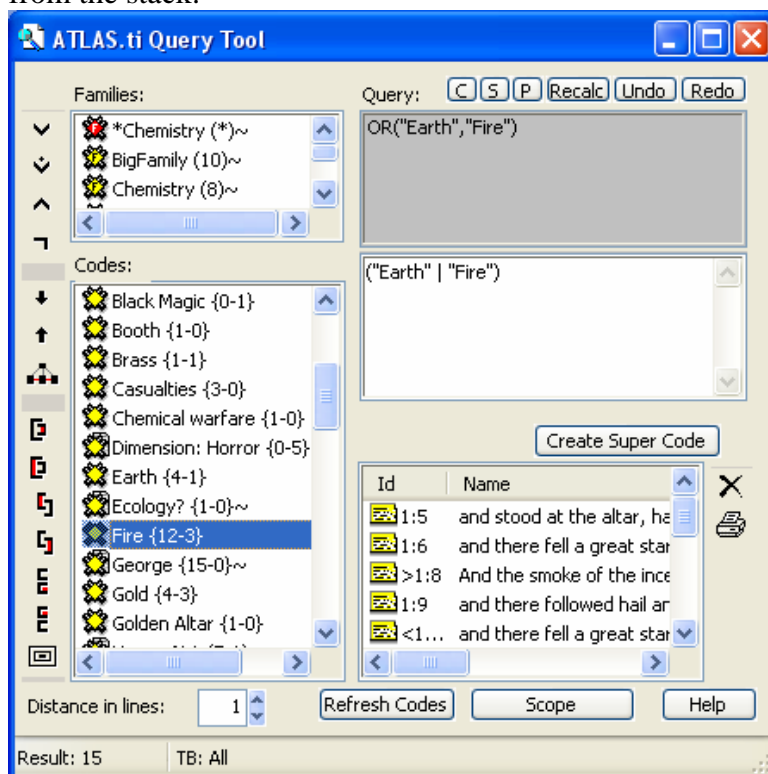 from the stack.
ATLAS.ti Query Tool
Families:
*Chemistry (*)~
BigFamily (10)~
Chemistry (8)~
Codes:
Black Magic {0-1}
Booth {1-0}
Brass {1-1}
Casualties {3-0}
Chemical warfare {1-0}
Dimension: Horror {0-5}
Earth {4-1}
Ecology? {1-0}~
Fire {12-3}
George {15-0}~
Gold {4-3}
Golden Altar {1-0}
Query: C S P Recalc Undo Redo
OR("Earth","Fire")
("Earth" | "Fire")
Create Super Code
Id Name
1:5 and stood at the altar, ha
1:6 and there fell a great star
>1:8 And the smoke of the ince
1:9 and there followed hail ar
<1... and there fell a great star
Distance in lines: 1 Refresh Codes Scope Help
Result: 15 TB: All